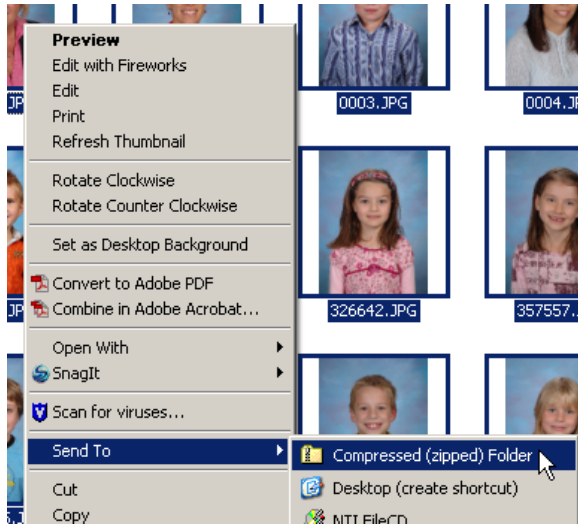 Preview
Edit with Fireworks
Edit
Print
Refresh Thumbnail
Rotate Clockwise
Rotate Counter Clockwise
Set as Desktop Background
Convert to Adobe PDF
Combine in Adobe Acrobat...
Open With
SnagIt
Scan for viruses...
Send To
Cut
Copy
Compressed (zipped) Folder
Desktop (create shortcut)
NTI FileCD
0003.JPG
0004.J
326642.JPG
357557.